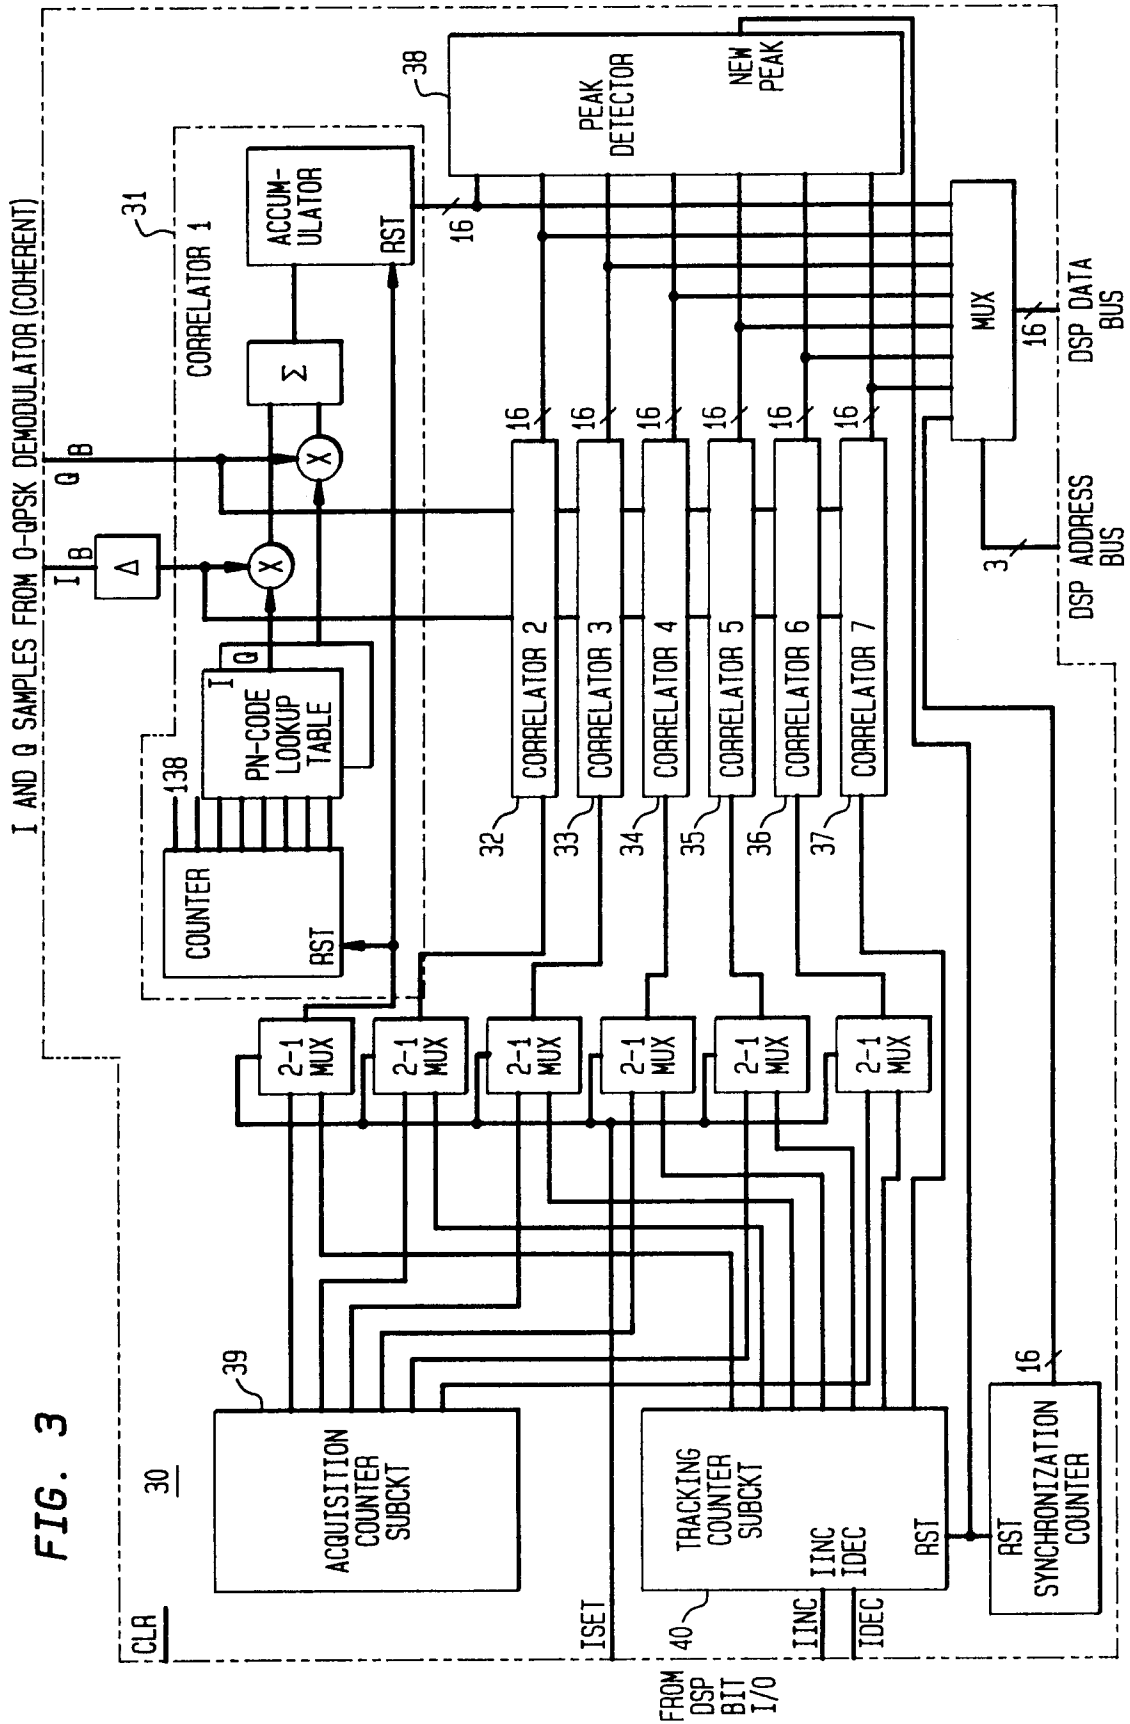 FIG. 3
30
I AND Q SAMPLES FROM O-QPSK DEMODULATOR (COHERENT)
I
B
Q
B
Δ
31
CORRELATOR 1
COUNTER
RST
138
PN-CODE
LOOKUP
TABLE
I
Q
X
X
Σ
ACCUM-
ULATOR
RST
16
38
PEAK
DETECTOR
NEW
PEAK
CLR
39
ACQUISITION
COUNTER
SUBCKT
2-1
MUX
2-1
MUX
2-1
MUX
2-1
MUX
2-1
MUX
2-1
MUX
32
CORRELATOR 2
16
33
CORRELATOR 3
16
34
CORRELATOR 4
16
35
CORRELATOR 5
16
36
CORRELATOR 6
16
37
CORRELATOR 7
16
ISET
40
TRACKING
COUNTER
SUBCKT
IINC
IDEC
RST
IINC
IDEC
FROM
DSP
BIT
I/O
RST
SYNCHRONIZATION
COUNTER
16
MUX
3
DSP ADDRESS
BUS
16
DSP DATA
BUS